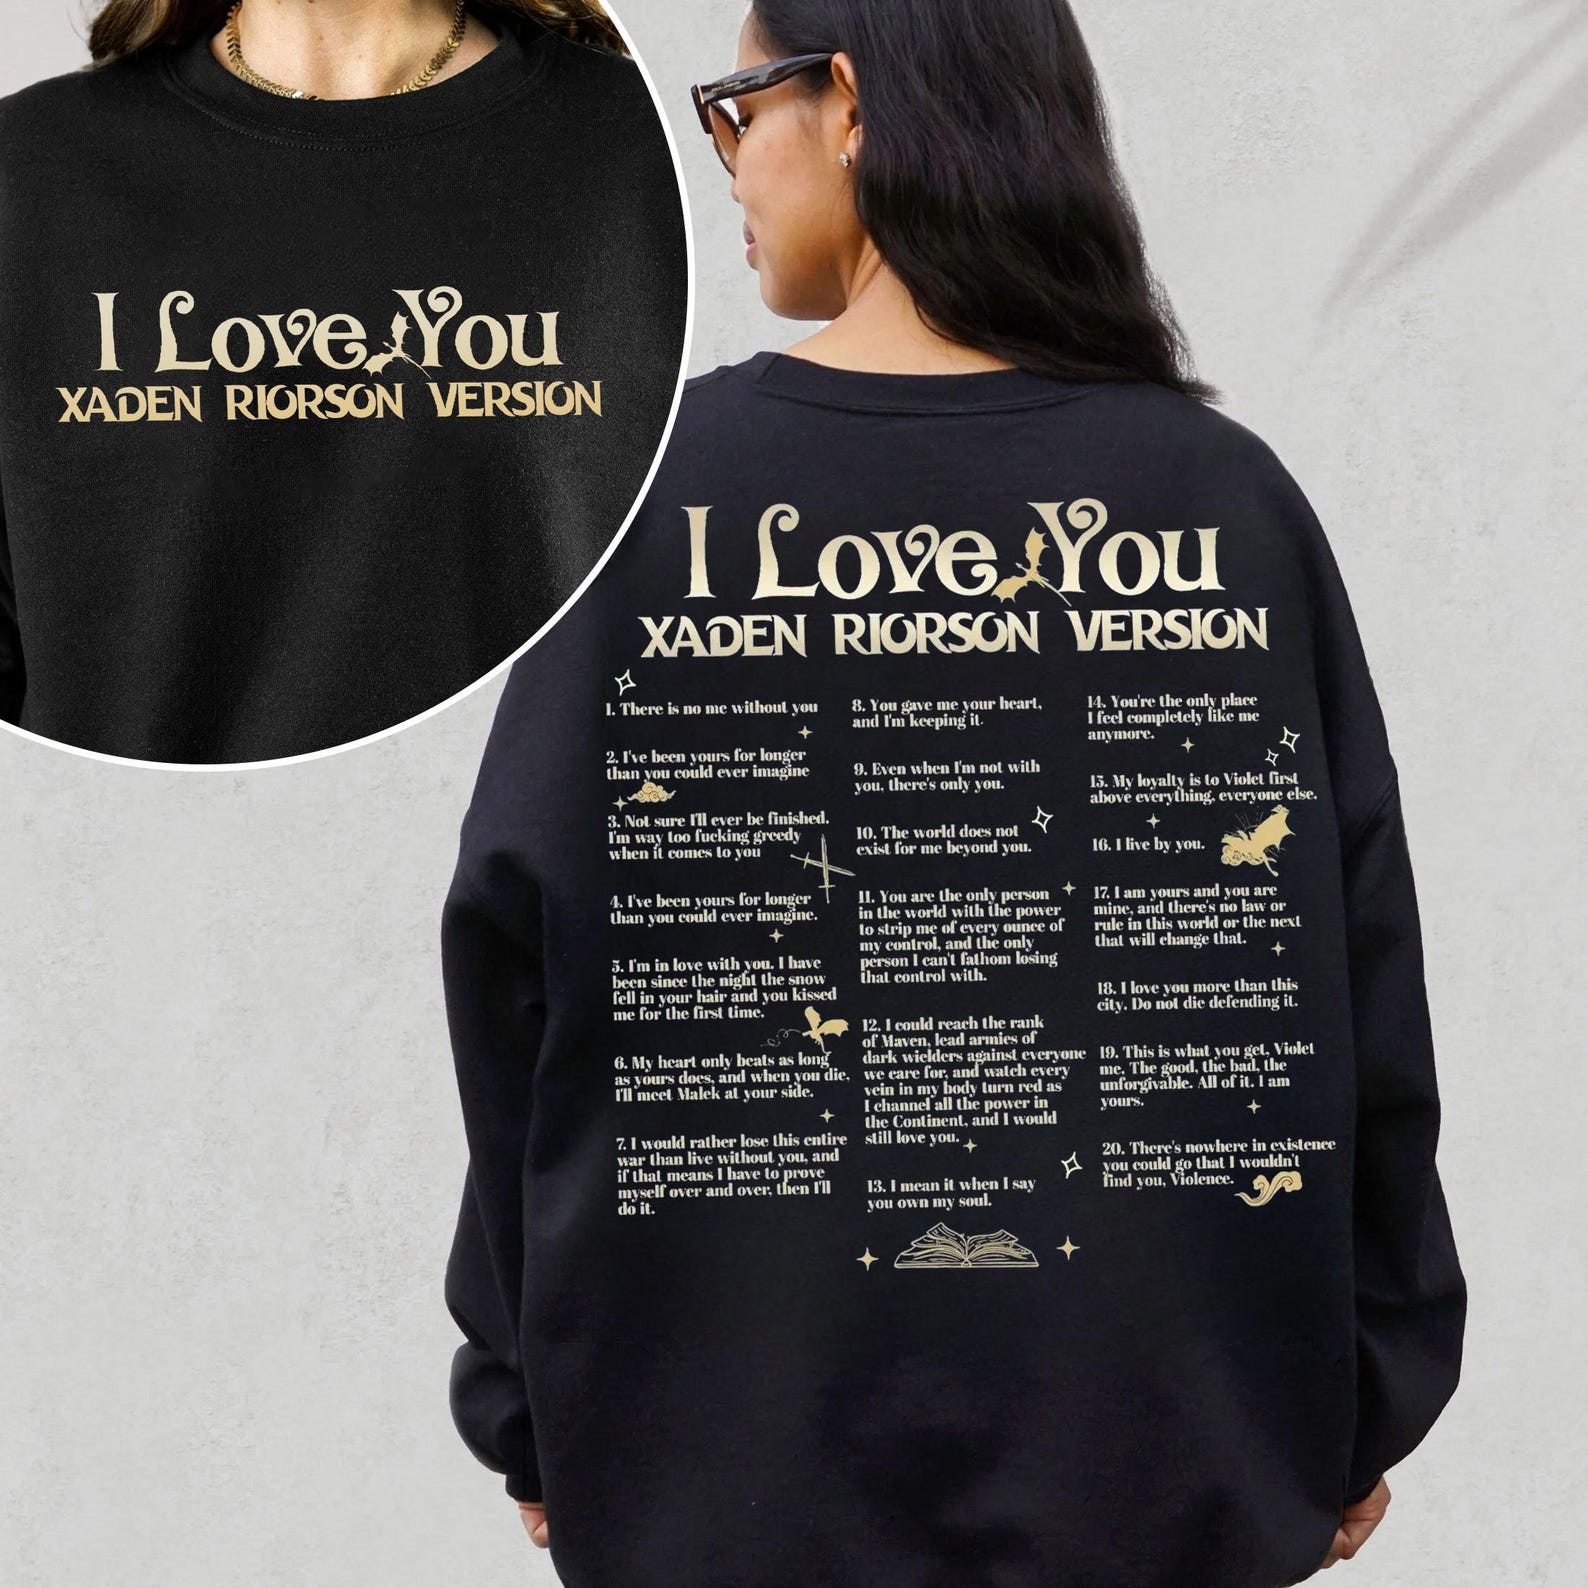 I Love You
XADEN RIORSON VERSION
I Love You
XADEN RIORSON VERSION
1. There is no me without you
2. I've been yours for longer
than you could ever imagine
3. Not sure I'll ever be finished.
I'm way too fucking greedy
when it comes to you
4. I've been yours for longer
than you could ever imagine.
5. I'm in love with you. I have
been since the night the snow
fell in your hair and you kissed
me for the first time.
6. My heart only beats as long
as yours does, and when you die,
I'll meet Malek at your side.
7. I would rather lose this entire
war than live without you, and
if that means I have to prove
myself over and over, then I'll
do it.
8. You gave me your heart,
and I'm keeping it.
9. Even when I'm not with
you, there's only you.
10. The world does not
exist for me beyond you.
11. You are the only person
in the world with the power
to strip me of every ounce of
my control, and the only
person I can't fathom losing
that control with.
12. I could reach the rank
of Maven, lead armies of
dark wielders against everyone
we care for, and watch every
vein in my body turn red as
I channel all the power in
the Continent, and I would
still love you.
13. I mean it when I say
you own my soul.
14. You're the only place
I feel completely like me
anymore.
15. My loyalty is to Violet first
above everything, everyone else.
16. I live by you.
17. I am yours and you are
mine, and there's no law or
rule in this world or the next
that will change that.
18. I love you more than this
city. Do not die defending it.
19. This is what you get, Violet
me. The good, the bad, the
unforgivable. All of it. I am
yours.
20. There's nowhere in existence
you could go that I wouldn't
find you, Violence.